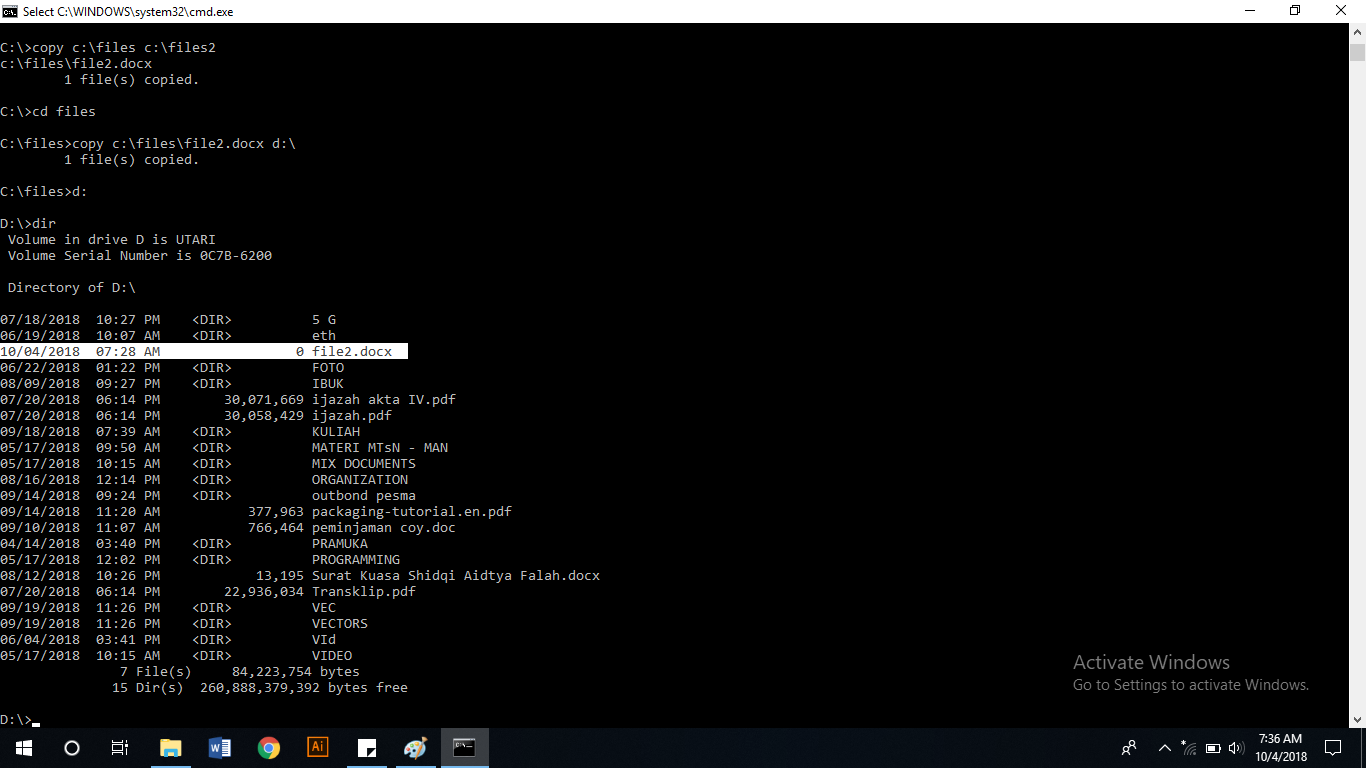 Select C:\WINDOWS\system32\cmd.exe
C:\>copy c:\files c:\files2
c:\files\file2.docx
        1 file(s) copied.
C:\>cd files
C:\files>copy c:\files\file2.docx d:\
        1 file(s) copied.
C:\files>d:
D:\>dir
 Volume in drive D is UTARI
 Volume Serial Number is 0C7B-6200
 Directory of D:\
07/18/2018  10:27 PM    <DIR>          5 G
06/19/2018  10:07 AM    <DIR>          eth
10/04/2018  07:28 AM                 0 file2.docx
06/22/2018  01:22 PM    <DIR>          FOTO
08/09/2018  09:27 PM    <DIR>          IBUK
07/20/2018  06:14 PM        30,071,669 ijazah akta IV.pdf
07/20/2018  06:14 PM        30,058,429 ijazah.pdf
09/18/2018  07:39 AM    <DIR>          KULIAH
05/17/2018  09:50 AM    <DIR>          MATERI MTsN - MAN
05/17/2018  10:15 AM    <DIR>          MIX DOCUMENTS
08/16/2018  12:14 PM    <DIR>          ORGANIZATION
09/14/2018  09:24 PM    <DIR>          outbond pesma
09/14/2018  11:20 AM           377,963 packaging-tutorial.en.pdf
09/10/2018  11:07 AM           766,464 peminjaman coy.doc
04/14/2018  03:40 PM    <DIR>          PRAMUKA
05/17/2018  12:02 PM    <DIR>          PROGRAMMING
08/12/2018  10:26 PM            13,195 Surat Kuasa Shidqi Aidtya Falah.docx
07/20/2018  06:14 PM        22,936,034 Transklip.pdf
09/19/2018  11:26 PM    <DIR>          VEC
09/19/2018  11:26 PM    <DIR>          VECTORS
06/04/2018  03:41 PM    <DIR>          VId
05/17/2018  10:15 AM    <DIR>          VIDEO
               7 File(s)     84,223,754 bytes
              15 Dir(s)  260,888,379,392 bytes free
D:\>
Activate Windows
Go to Settings to activate Windows.
Ai
7:36 AM
10/4/2018